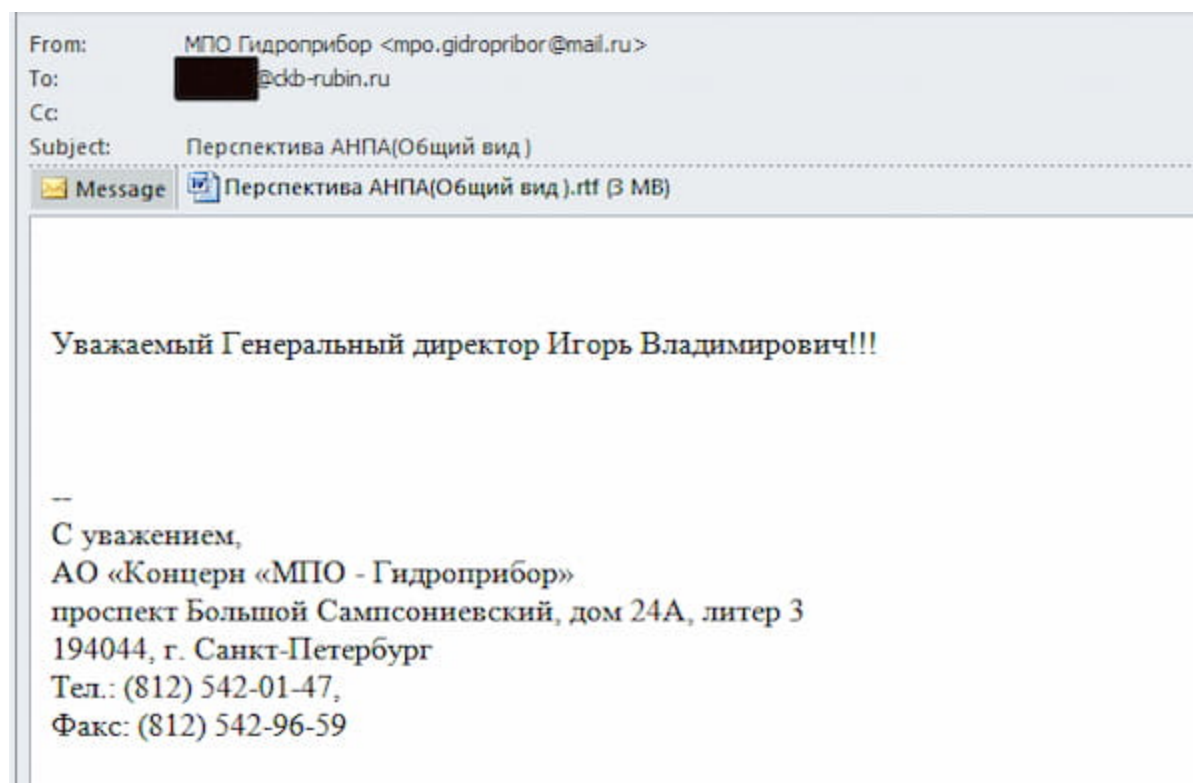 From: МПО Гидроприбор <mpo.gidropribor@mail.ru>
To: @ckb-rubin.ru
Cc:
Subject: Перспектива АНПА(Общий вид )
Message Перспектива АНПА(Общий вид ).rtf (3 MB)
Уважаемый Генеральный директор Игорь Владимирович!!!
--
С уважением,
АО «Концерн «МПО - Гидроприбор»
проспект Большой Сампсониевский, дом 24А, литер 3
194044, г. Санкт-Петербург
Тел.: (812) 542-01-47,
Факс: (812) 542-96-59